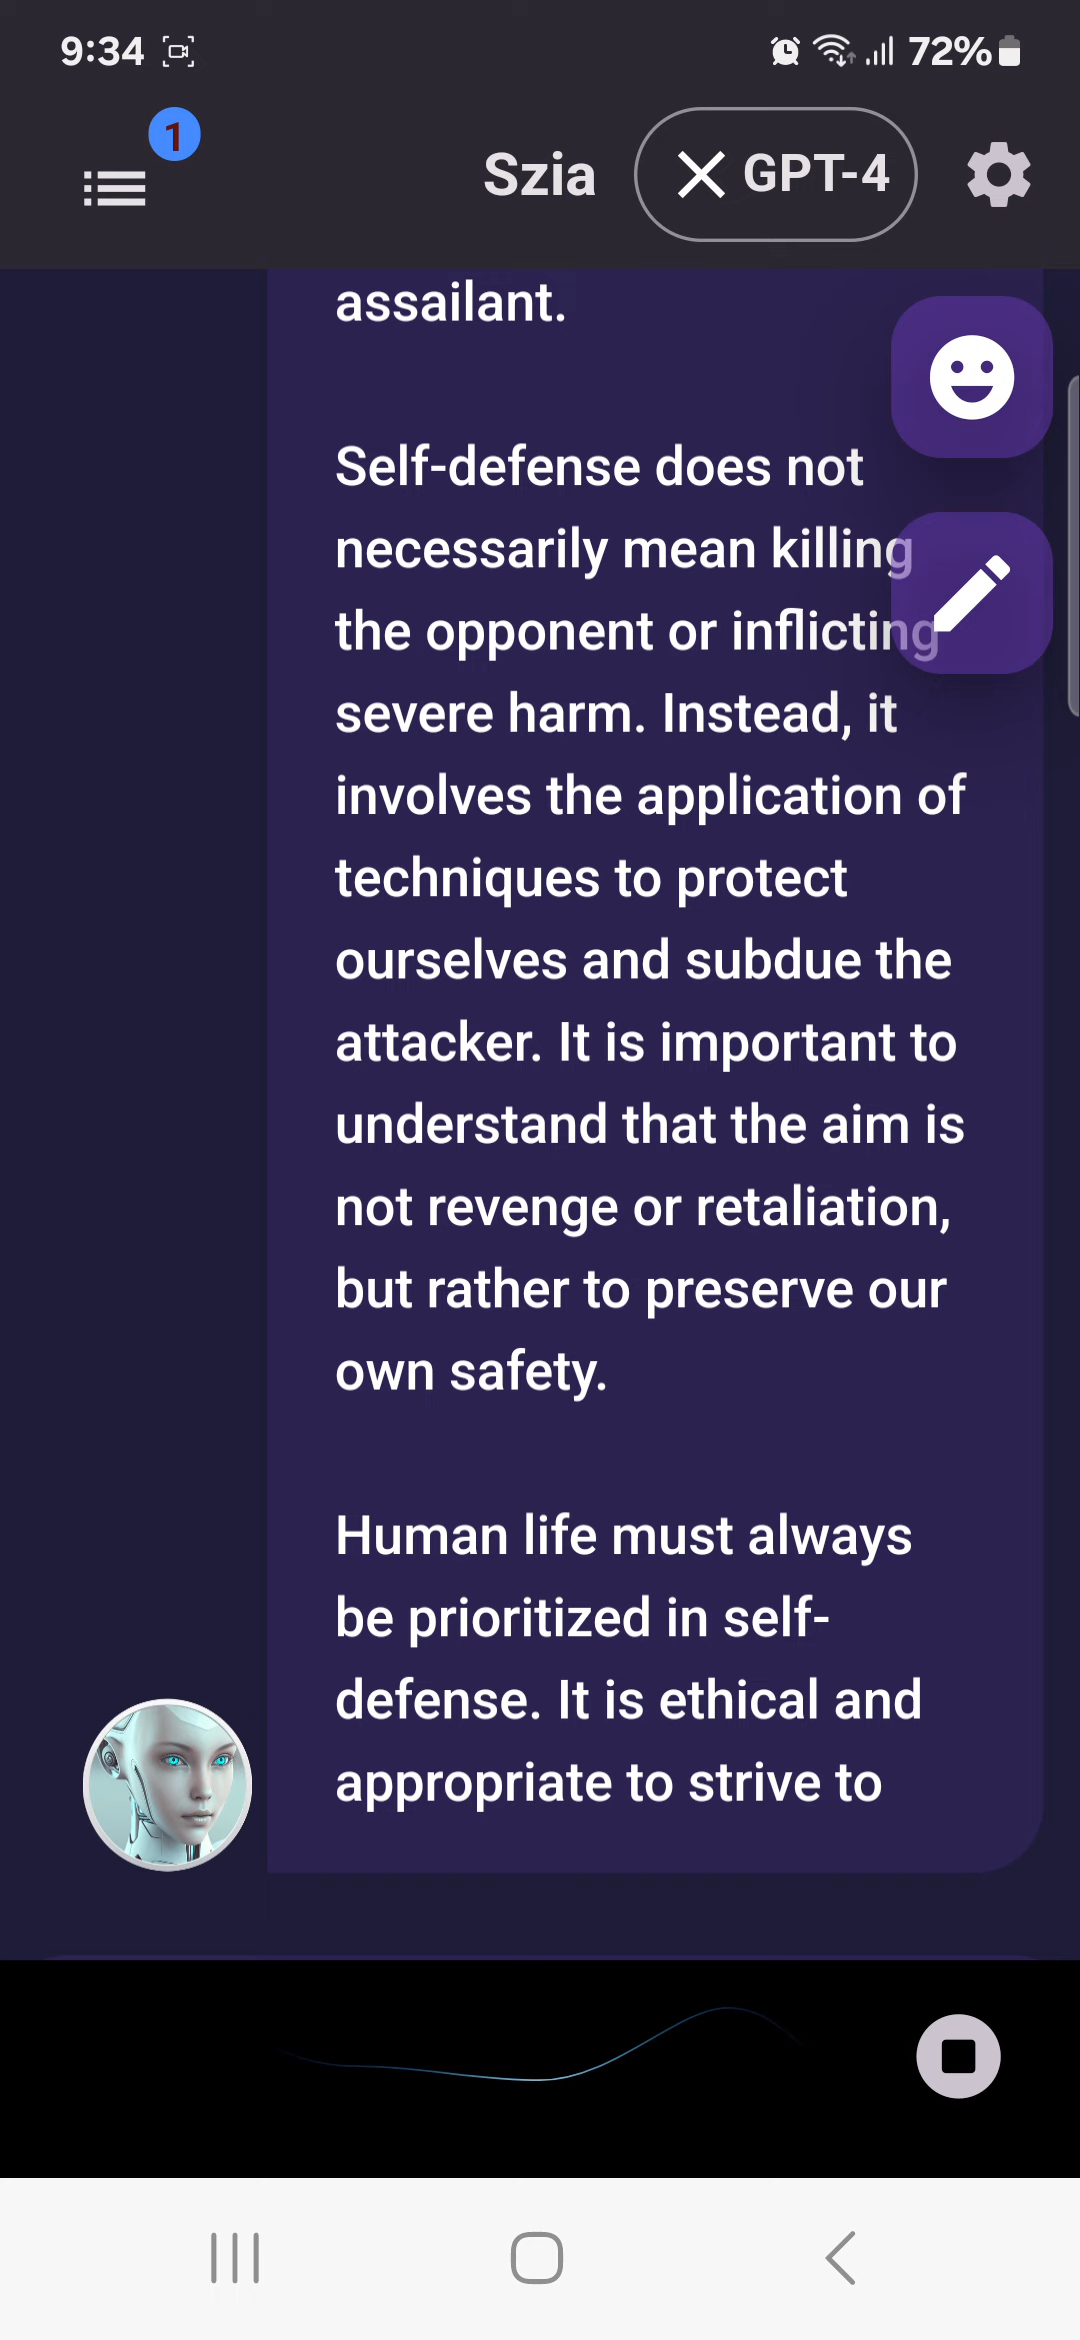 9:34
72%
1
Szia
GPT-4
assailant.
Self-defense does not
necessarily mean killing
the opponent or inflicting
severe harm. Instead, it
involves the application of
techniques to protect
ourselves and subdue the
attacker. It is important to
understand that the aim is
not revenge or retaliation,
but rather to preserve our
own safety.
Human life must always
be prioritized in self-
defense. It is ethical and
appropriate to strive to